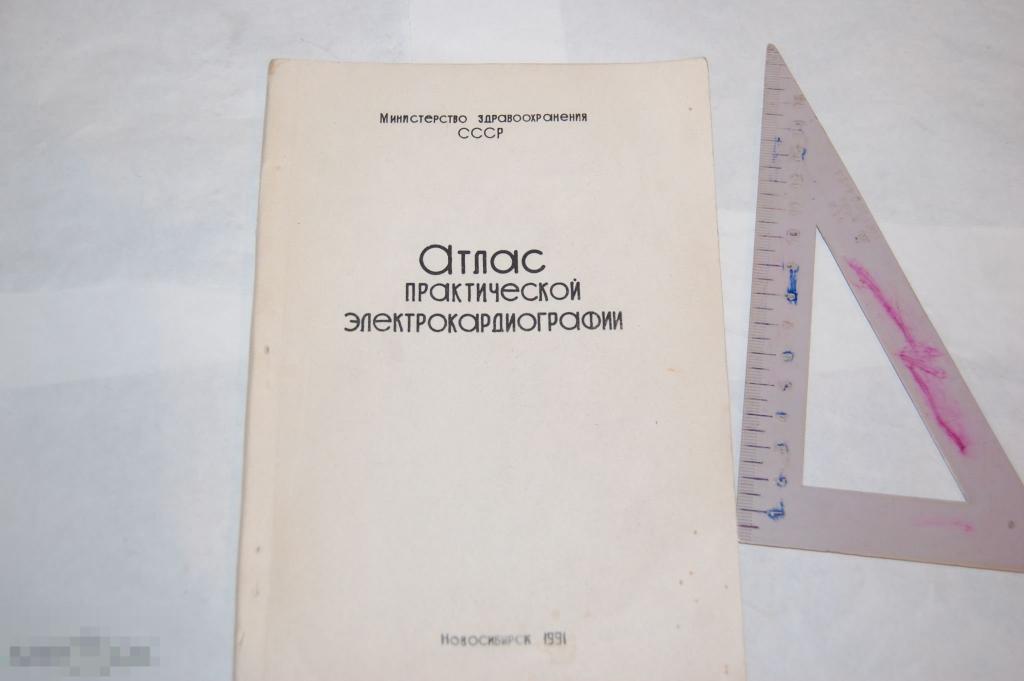 Министерство здравоохранения
СССР
Атлас
практической
электрокардиографии
Новосибирск 1991